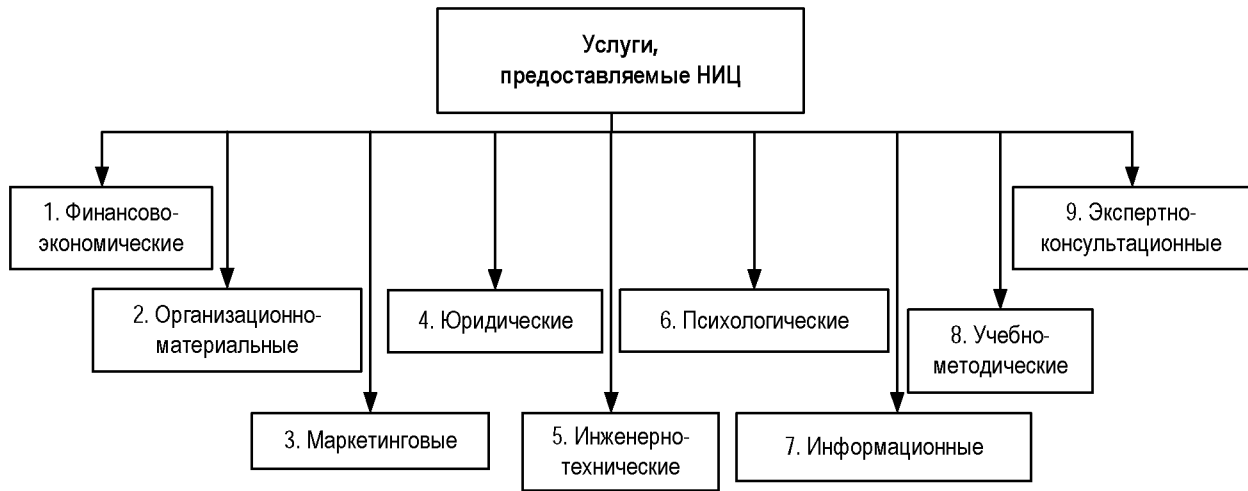 Услуги,
предоставляемые НИЦ
1. Финансово-
экономические
2. Организационно-
материальные
3. Маркетинговые
4. Юридические
5. Инженерно-
технические
6. Психологические
7. Информационные
8. Учебно-
методические
9. Экспертно-
консультационные